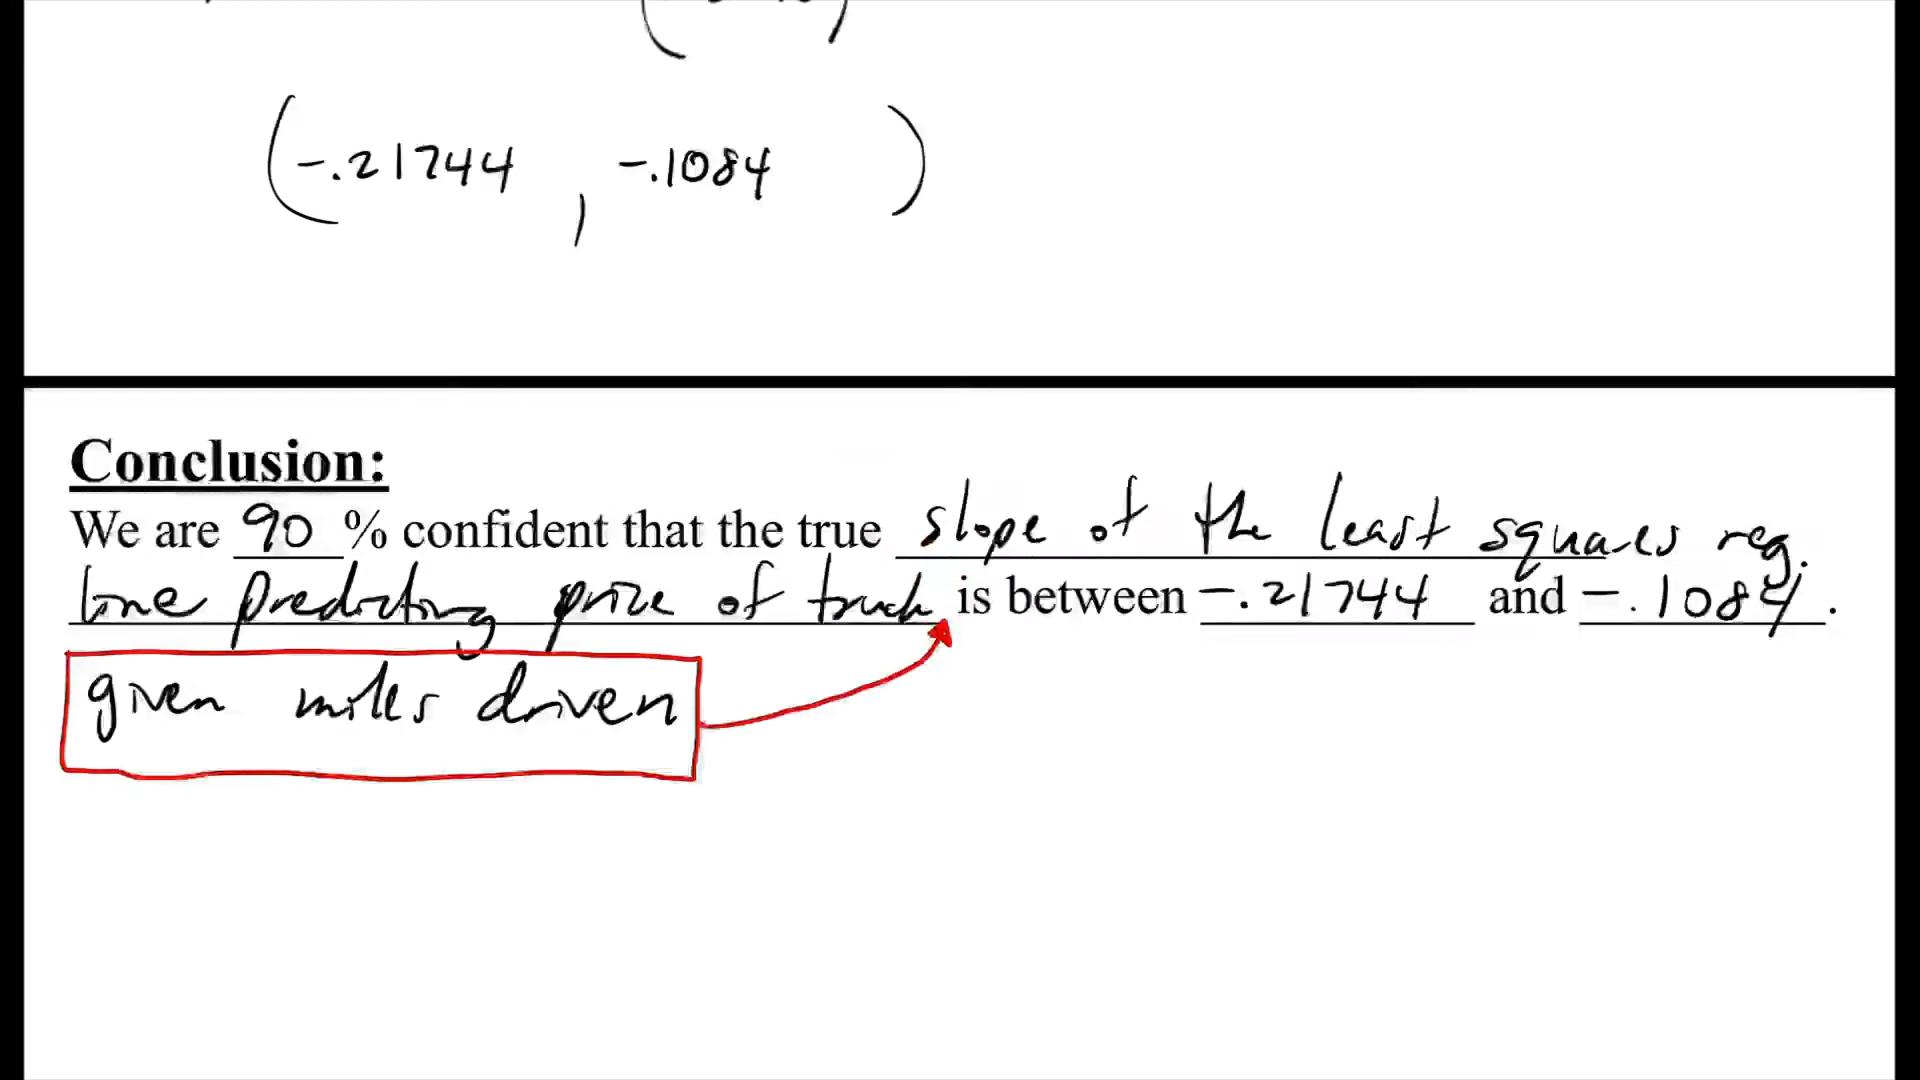 (-.21744 , -.1084 )
Conclusion:
We are 90 % confident that the true slope of the least squares reg.
line predicting price of truck is between -.21744 and -.1084.
given miles driven